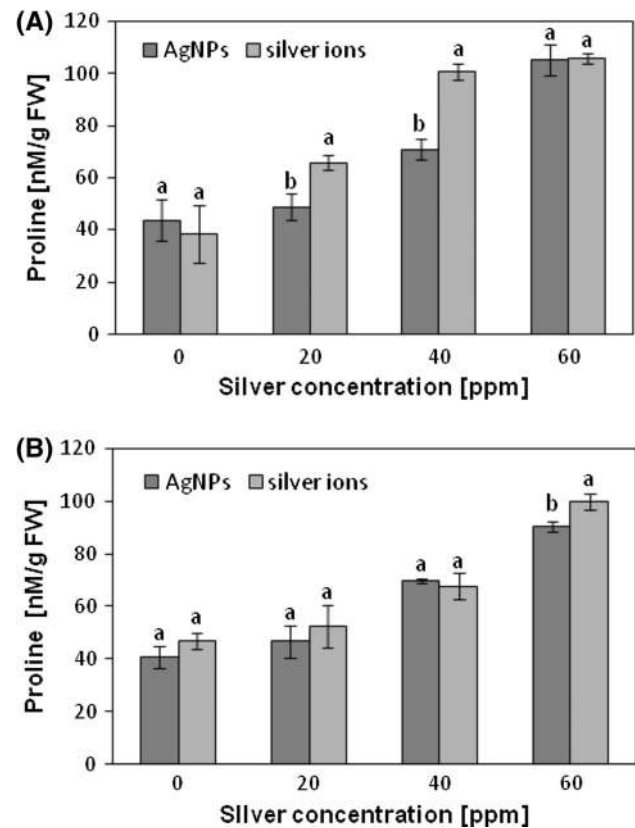 (A)
120
AgNPs silver ions
100
80
60
40
20
0
Proline [nM/g FW]
a a b a b a a a
0 20 40 60
Silver concentration [ppm]
(B)
120
AgNPs silver ions
100
80
60
40
20
0
Proline [nM/g FW]
a a a a a a b a
0 20 40 60
Silver concentration [ppm]